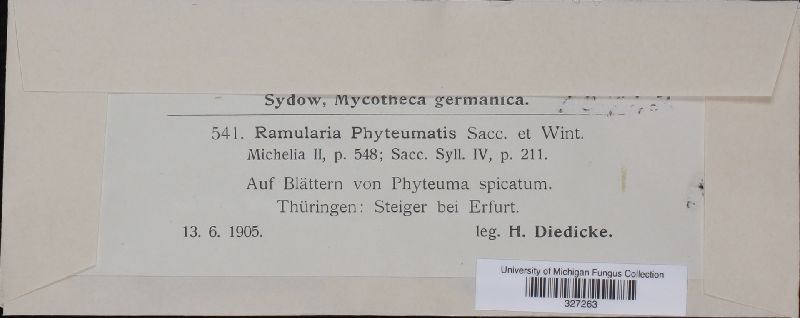 Sydow, Mycotheca germanica.
541. Ramularia Phyteumatis Sacc. et Wint.
Michelia II, p. 548; Sacc. Syll. IV, p. 211.
Auf Blättern von Phyteuma spicatum.
Thüringen: Steiger bei Erfurt.
13. 6. 1905. leg. H. Diedicke.
University of Michigan Fungus Collection
327263